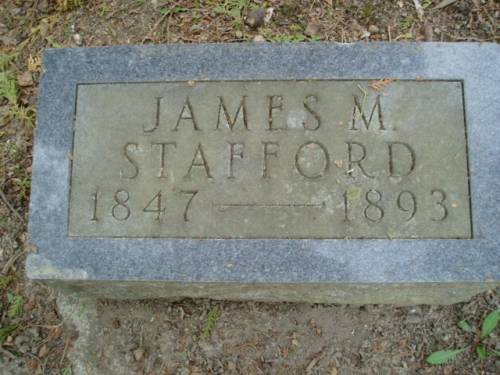 JAMES M.
STAFFORD
1847 — 1893